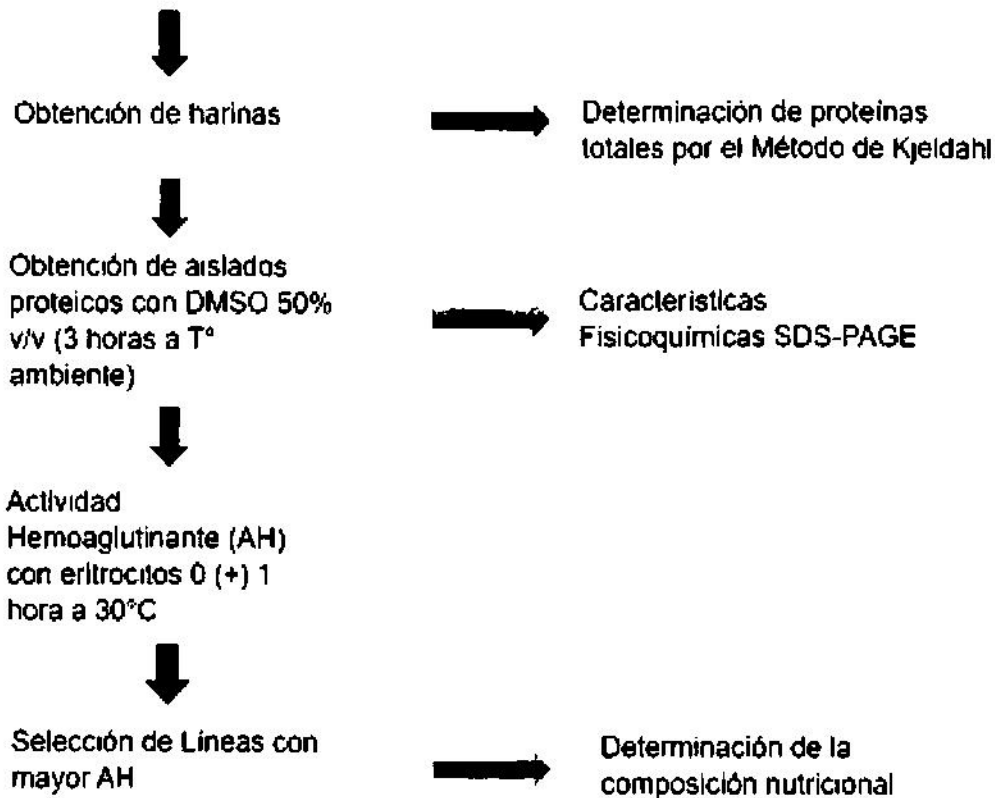 Obtención de harinas
Determinación de proteínas
totales por el Método de Kjeldahl
Obtención de aislados
proteicos con DMSO 50%
v/v (3 horas a Tª
ambiente)
Características
Fisicoquímicas SDS-PAGE
Actividad
Hemoaglutinante (AH)
con eritrocitos 0 (+) 1
hora a 30°C
Selección de Líneas con
mayor AH
Determinación de la
composición nutricional